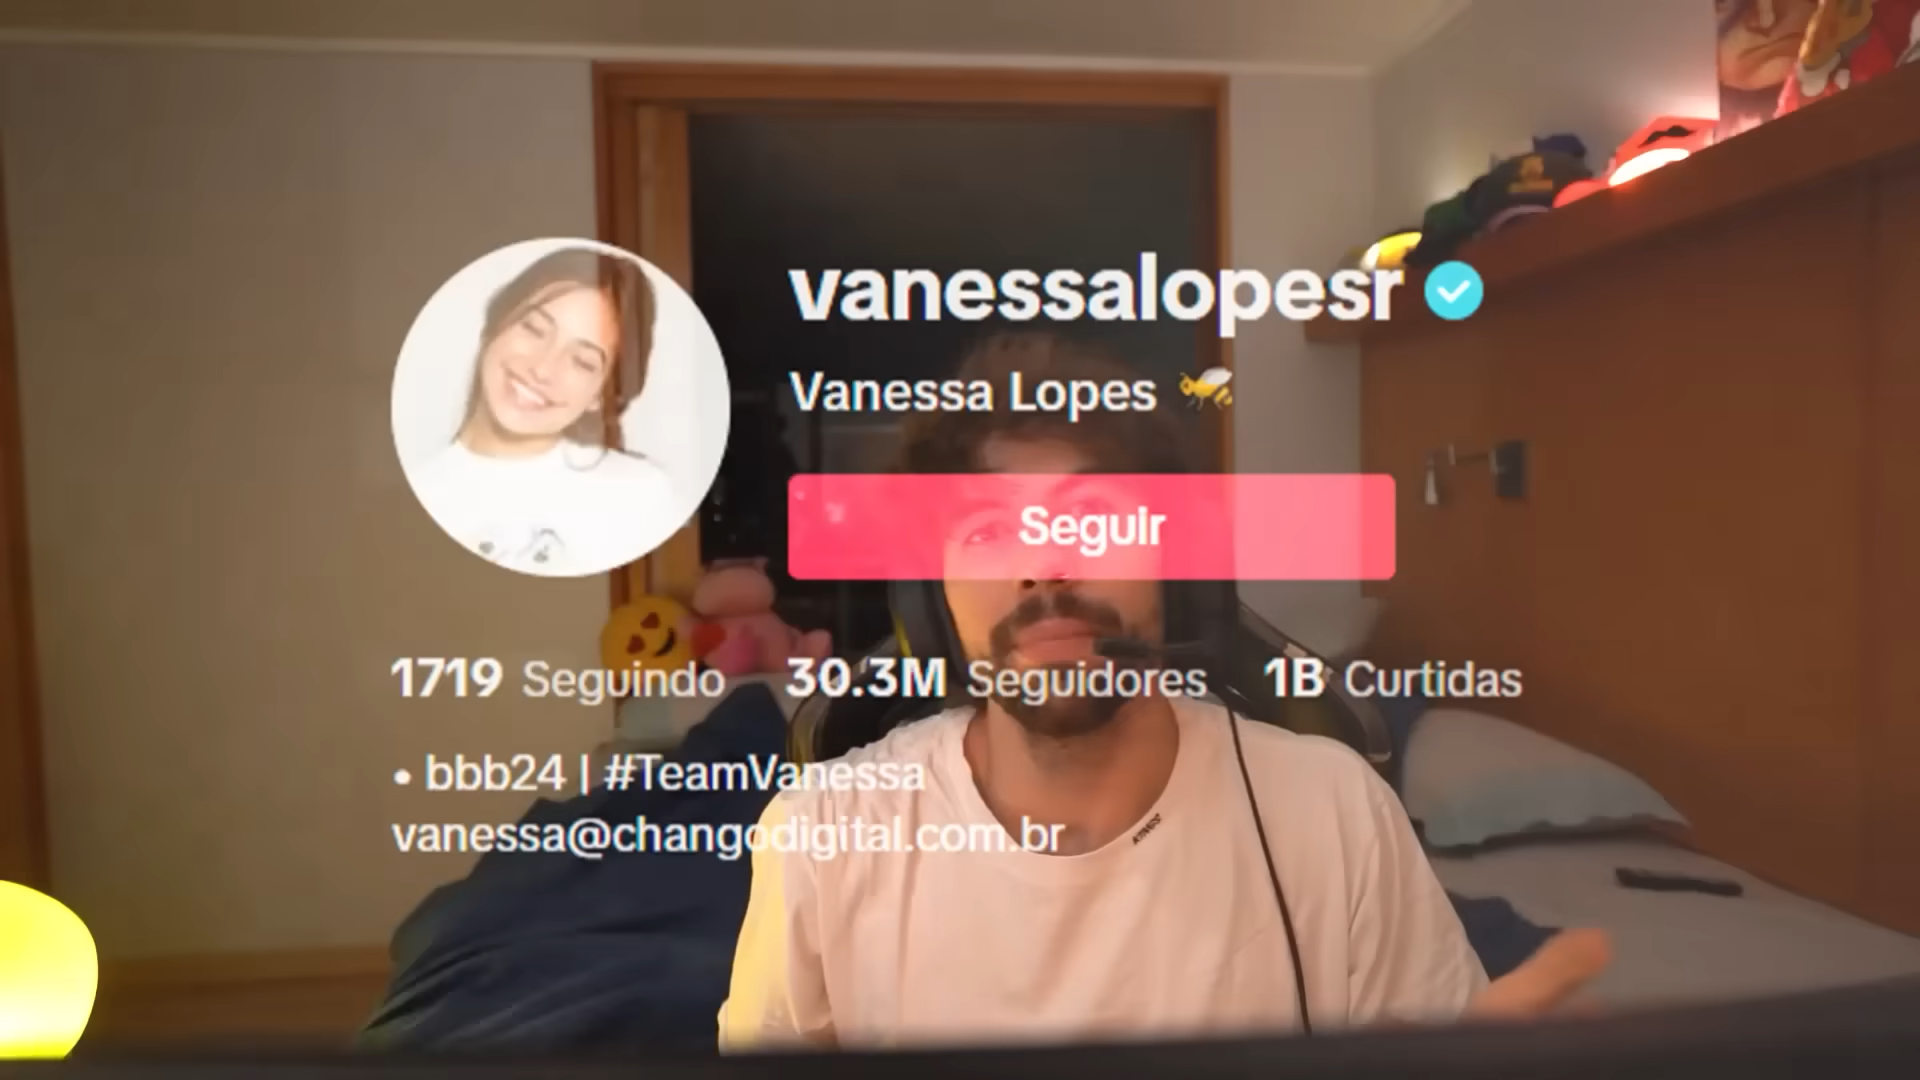 vanessalopesr
Vanessa Lopes
Seguir
1719 Seguindo 30.3M Seguidores 1B Curtidas
• bbb24 | #TeamVanessa
vanessa@changodigital.com.br